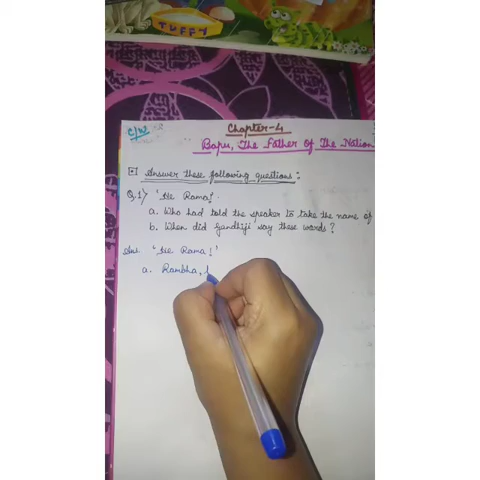 TUFFY
C/W
Chapter-4
Bapu, The Father Of The Nation
Answer these following questions:
Q.1) 'He Rama!'
a. Who had told the speaker to take the name of
b. When did Gandhiji say these words?
Ans. 'He Rama!'
a. Rambha,